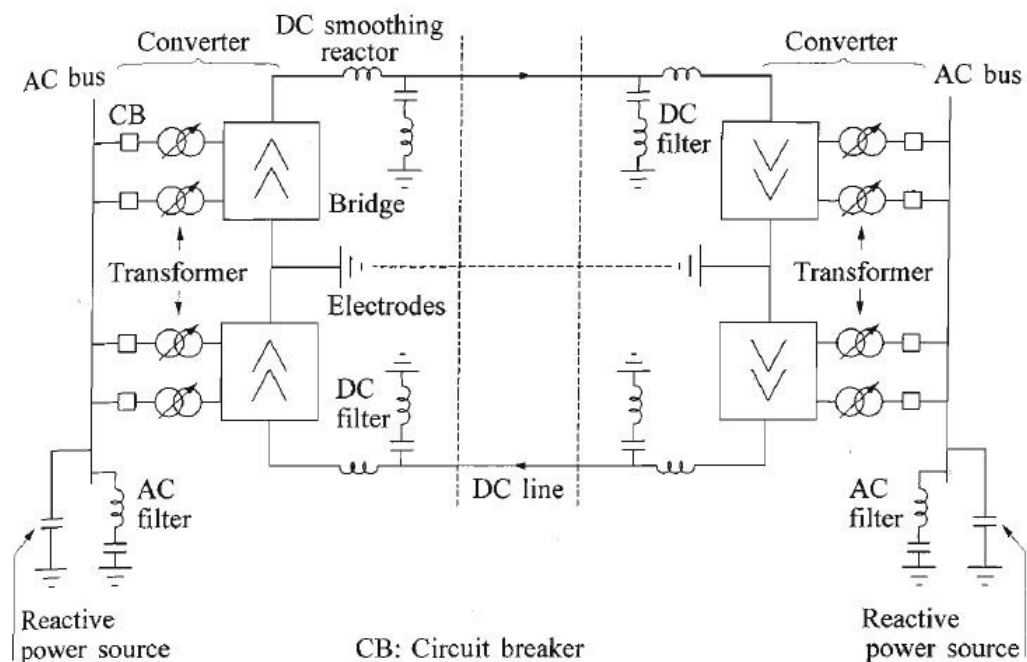 DC smoothing
reactor
Converter
Converter
AC bus
AC bus
CB
DC
filter
Bridge
Transformer
Transformer
Electrodes
DC
filter
DC line
AC
filter
AC
filter
Reactive
power source
Reactive
power source
CB: Circuit breaker